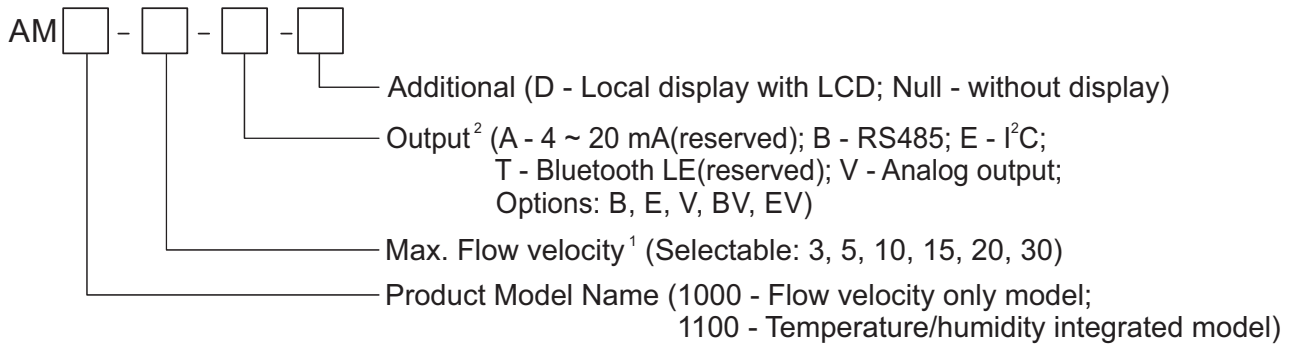 AM - - -
Additional (D - Local display with LCD; Null - without display)
Output² (A - 4 ~ 20 mA(reserved); B - RS485; E - I²C;
T - Bluetooth LE(reserved); V - Analog output;
Options: B, E, V, BV, EV)
Max. Flow velocity¹ (Selectable: 3, 5, 10, 15, 20, 30)
Product Model Name (1000 - Flow velocity only model;
1100 - Temperature/humidity integrated model)